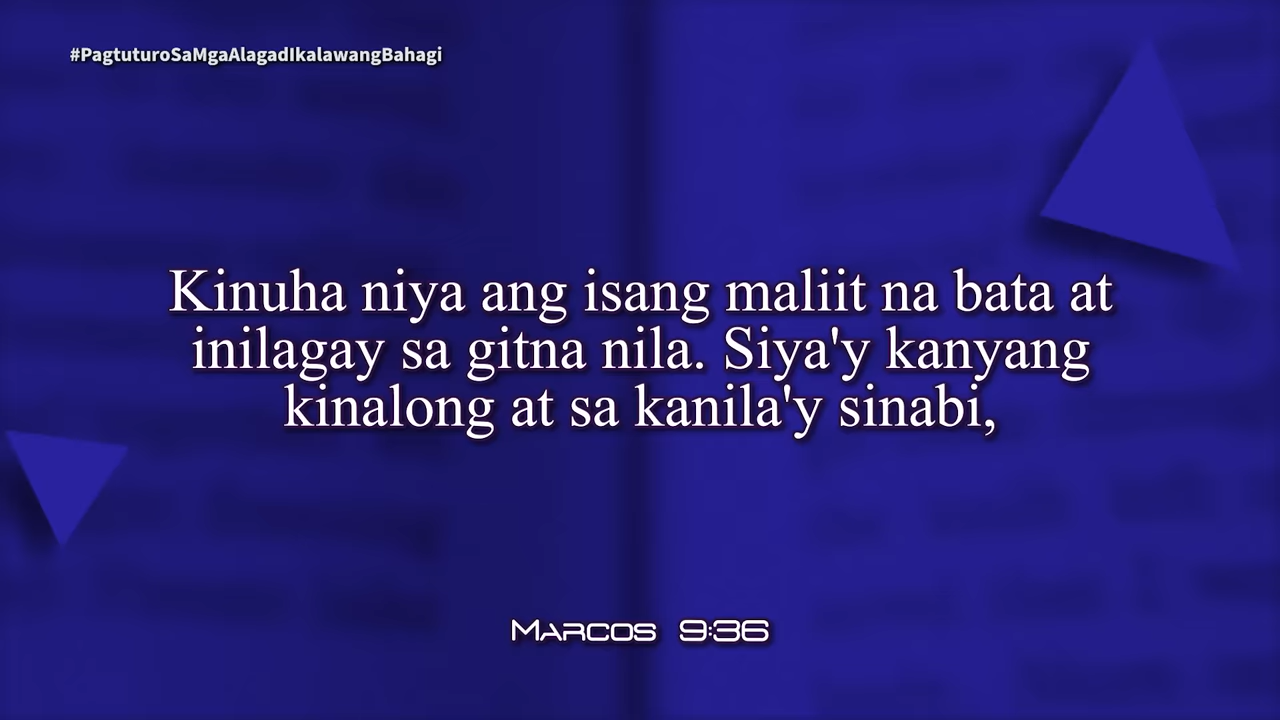 #PagtuturoSaMgaAlagadIkalawangBahagi
Kinuha niya ang isang maliit na bata at
inilagay sa gitna nila. Siya'y kanyang
kinalong at sa kanila'y sinabi,
Marcos 9:36